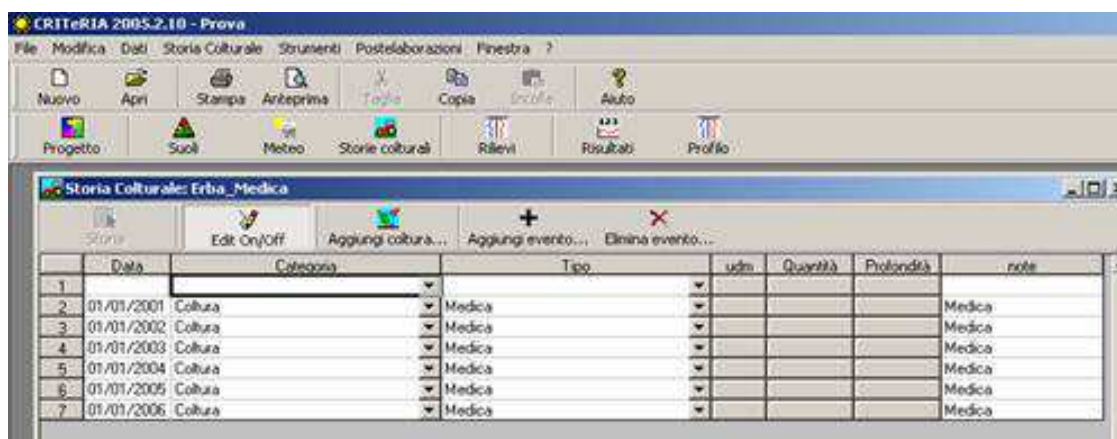 CRITeRIA 2005.2.10 - Prova
File Modifica Dati Storia Colturale Strumenti Postelaborazioni Finestra ?
Nuovo Apri Stampa Anteprima Taglia Copia Incolla Aiuto
Progetto Suoli Meteo Storie colturali Rilievi Risultati Profilo
Storia Colturale: Erba_Medica
Storia Edit On/Off Aggiungi coltura... Aggiungi evento... Elimina evento...
Data Categoria Tipo udm Quantità Profondità note
1
2 01/01/2001 Coltura Medica Medica
3 01/01/2002 Coltura Medica Medica
4 01/01/2003 Coltura Medica Medica
5 01/01/2004 Coltura Medica Medica
6 01/01/2005 Coltura Medica Medica
7 01/01/2006 Coltura Medica Medica